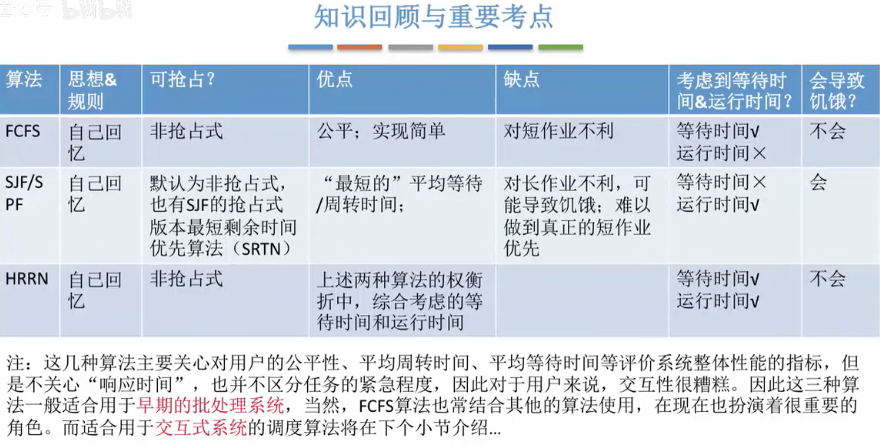 bilibili
知识回顾与重要考点
算法
思想&
规则
可抢占？
优点
缺点
考虑到等待时
间&运行时间？
会导致
饥饿？
FCFS
自己回
忆
非抢占式
公平；实现简单
对短作业不利
等待时间√
运行时间×
不会
SJF/S
PF
自己回
忆
默认为非抢占式，
也有SJF的抢占式
版本最短剩余时间
优先算法（SRTN）
“最短的”平均等待
/周转时间；
对长作业不利，可
能导致饥饿；难以
做到真正的短作业
优先
等待时间×
运行时间√
会
HRRN
自己回
忆
非抢占式
上述两种算法的权衡
折中，综合考虑的等
待时间和运行时间
等待时间√
运行时间√
不会
注：这几种算法主要关心对用户的公平性、平均周转时间、平均等待时间等评价系统整体性能的指标，但
是不关心“响应时间”，也并不区分任务的紧急程度，因此对于用户来说，交互性很糟糕。因此这三种算
法一般适合用于早期的批处理系统，当然，FCFS算法也常结合其他的算法使用，在现在也扮演着很重要的
角色。而适合用于交互式系统的调度算法将在下个小节介绍...